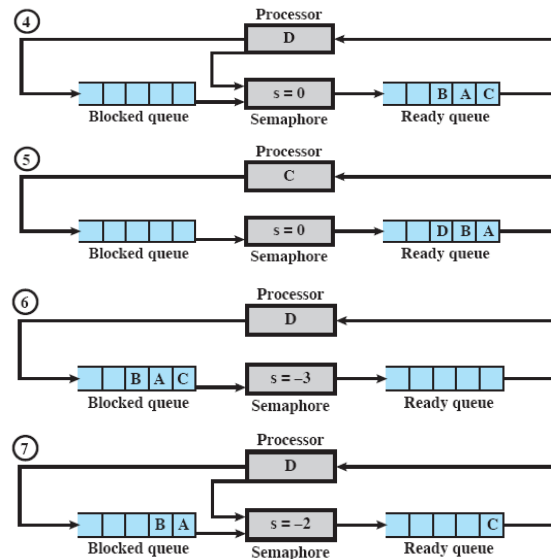 4
Processor
D
s = 0
B A C
Blocked queue
Semaphore
Ready queue
5
Processor
C
s = 0
D B A
Blocked queue
Semaphore
Ready queue
6
Processor
D
B A C
s = –3
Blocked queue
Semaphore
Ready queue
7
Processor
D
B A
s = –2
C
Blocked queue
Semaphore
Ready queue